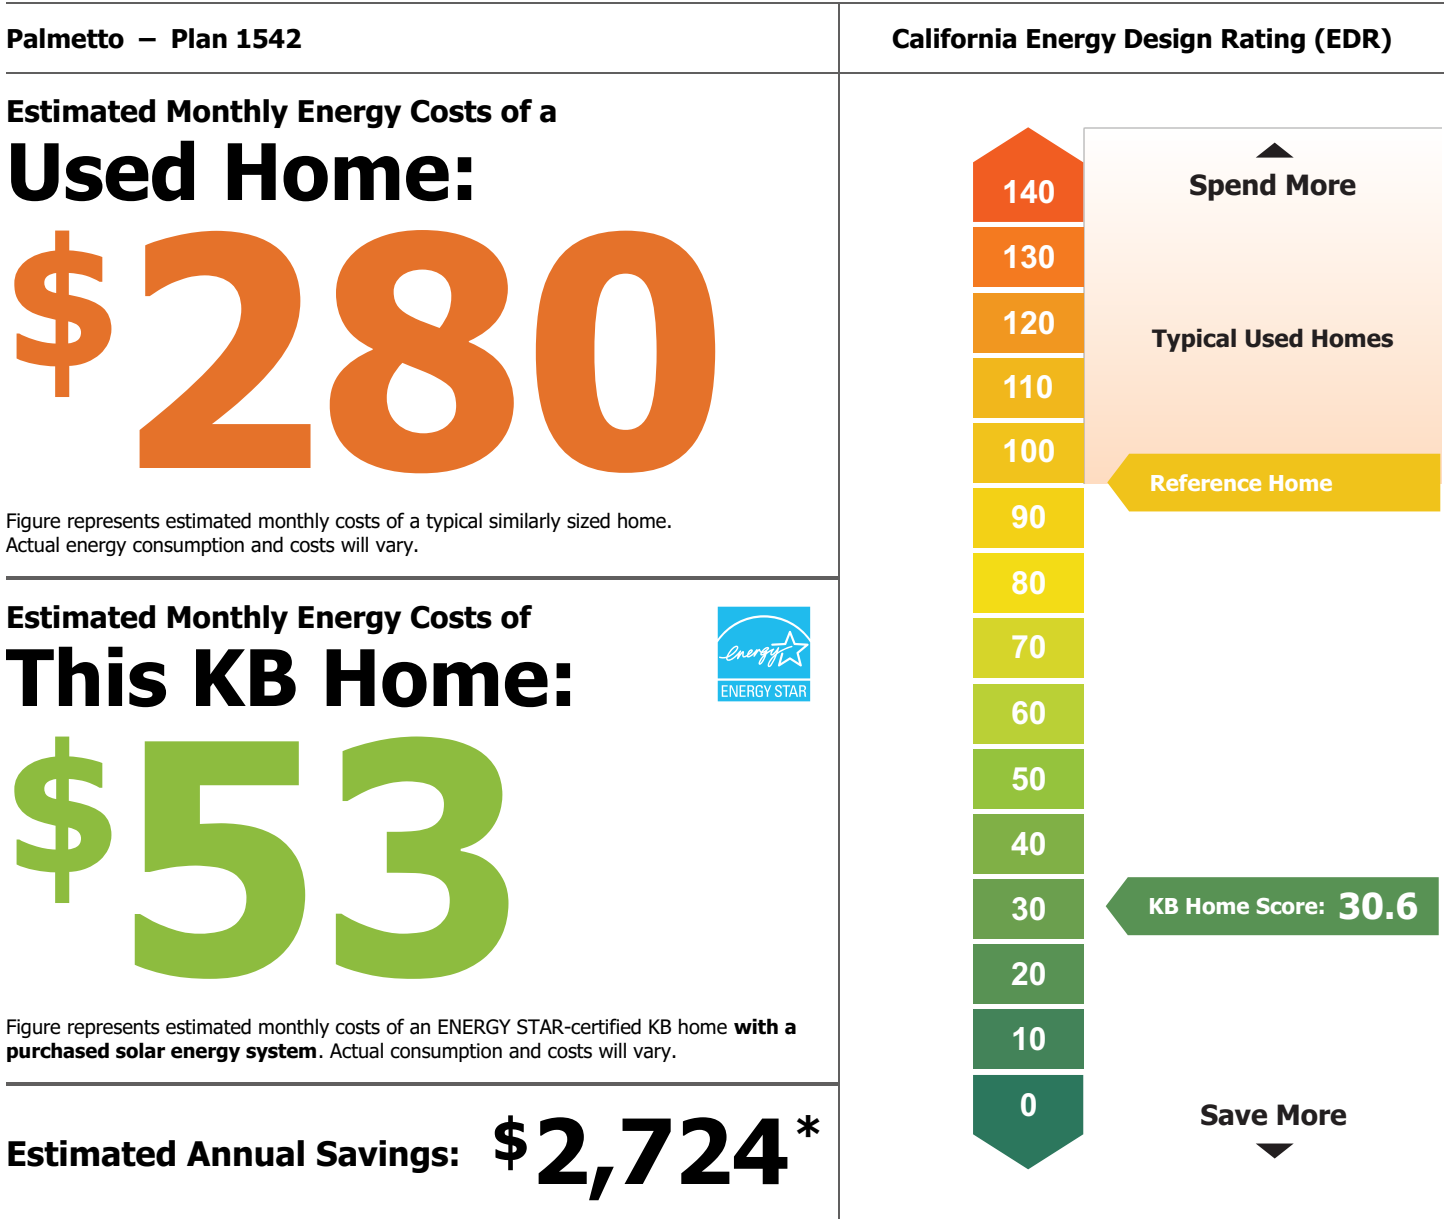 Palmetto – Plan 1542
Estimated Monthly Energy Costs of a
Used Home:
$280
Figure represents estimated monthly costs of a typical similarly sized home.
Actual energy consumption and costs will vary.
Estimated Monthly Energy Costs of
This KB Home:
energy
ENERGY STAR
$53
Figure represents estimated monthly costs of an ENERGY STAR-certified KB home with a
purchased solar energy system. Actual consumption and costs will vary.
Estimated Annual Savings: $2,724*
California Energy Design Rating (EDR)
140
Spend More
130
120
Typical Used Homes
110
100
Reference Home
90
80
70
60
50
40
30
KB Home Score: 30.6
20
10
0
Save More